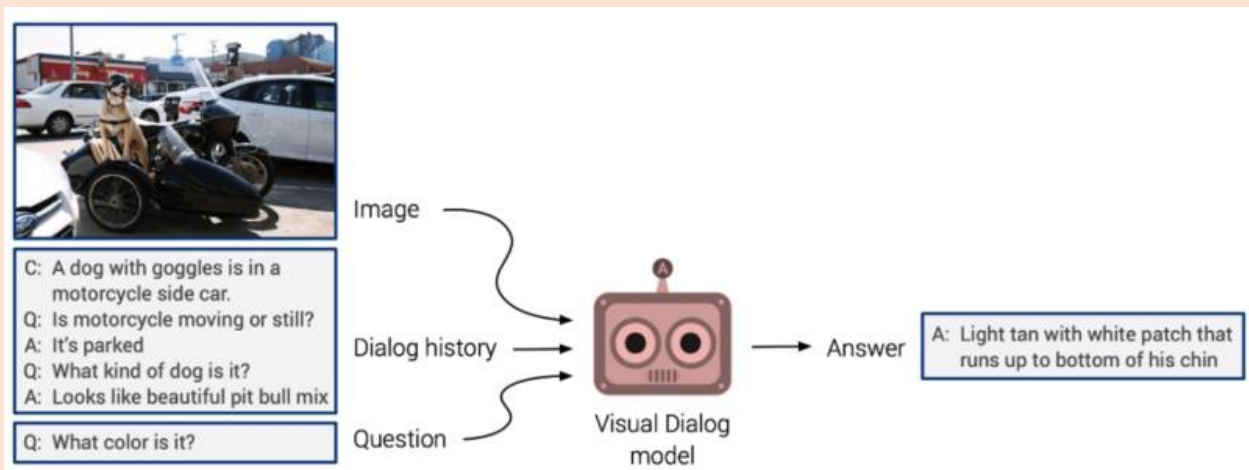 C: A dog with goggles is in a
motorcycle side car.
Q: Is motorcycle moving or still?
A: It's parked
Q: What kind of dog is it?
A: Looks like beautiful pit bull mix
Q: What color is it?
Image
Dialog history
Question
A
Visual Dialog
model
Answer
A: Light tan with white patch that
runs up to bottom of his chin